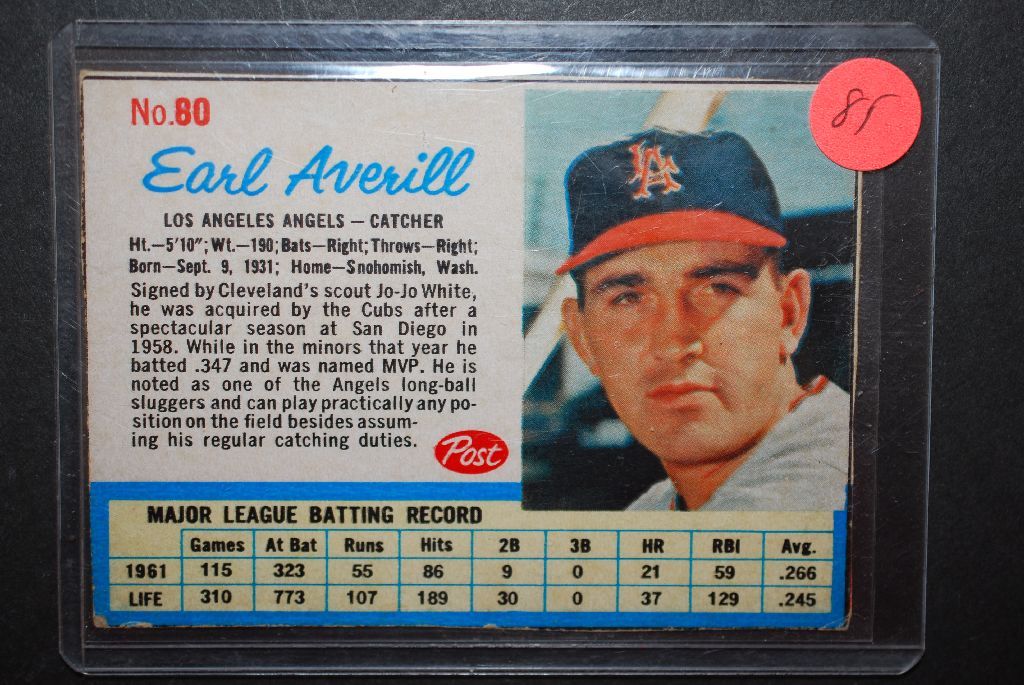 No.80
Earl Averill
LOS ANGELES ANGELS — CATCHER
Ht.—5'10"; Wt.—190; Bats—Right; Throws—Right;
Born—Sept. 9, 1931; Home—Snohomish, Wash.
Signed by Cleveland's scout Jo-Jo White,
he was acquired by the Cubs after a
spectacular season at San Diego in
1958. While in the minors that year he
batted .347 and was named MVP. He is
noted as one of the Angels long-ball
sluggers and can play practically any po-
sition on the field besides assum-
ing his regular catching duties.
Post
LA
MAJOR LEAGUE BATTING RECORD
Games At Bat Runs Hits 2B 3B HR RBI Avg.
1961 115 323 55 86 9 0 21 59 .266
LIFE 310 773 107 189 30 0 37 129 .245